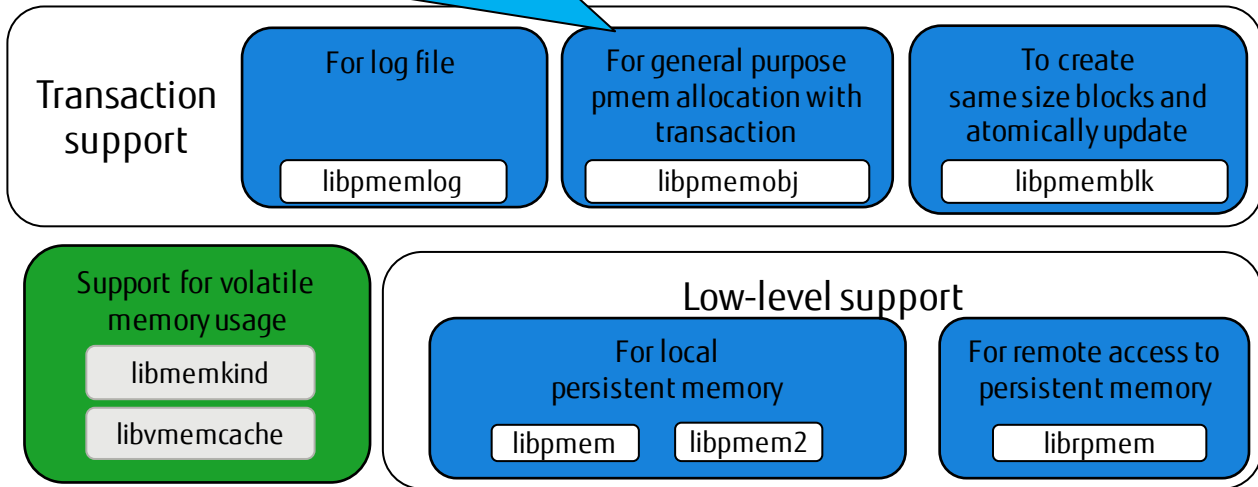 Transaction
support
For log file
libpmemlog
For general purpose
pmem allocation with
transaction
libpmemobj
To create
same size blocks and
atomically update
libpmemblk
Support for volatile
memory usage
libmemkind
libvmemcache
Low-level support
For local
persistent memory
libpmem
libpmem2
For remote access to
persistent memory
librpmem